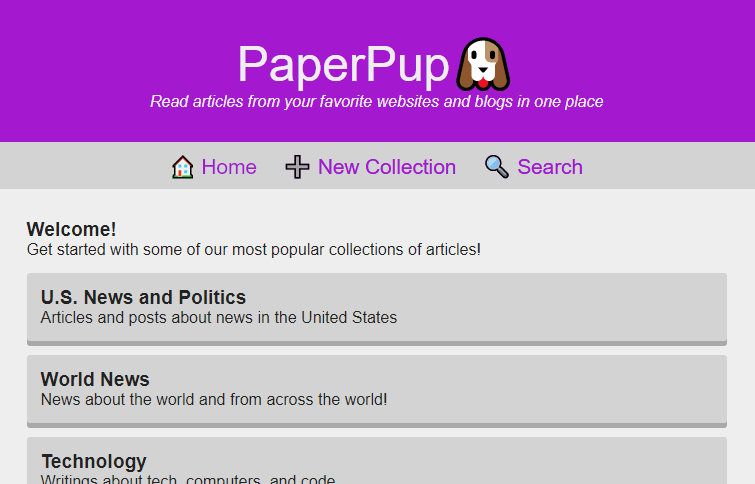 PaperPup
Read articles from your favorite websites and blogs in one place
Home New Collection Search
Welcome!
Get started with some of our most popular collections of articles!
U.S. News and Politics
Articles and posts about news in the United States
World News
News about the world and from across the world!
Technology
Writings about tech, computers, and code